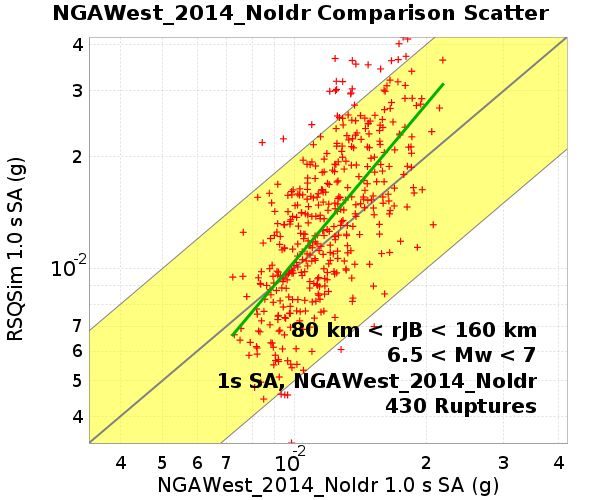 NGAWest_2014_NoIdr Comparison Scatter
RSQSim 1.0 s SA (g)
4
3
2
10-2
7
6
5
4
80 km < rJB < 160 km
6.5 < Mw < 7
1s SA, NGAWest_2014_NoIdr
430 Ruptures
4 5 6 7 10-2 2 3 4
NGAWest_2014_NoIdr 1.0 s SA (g)